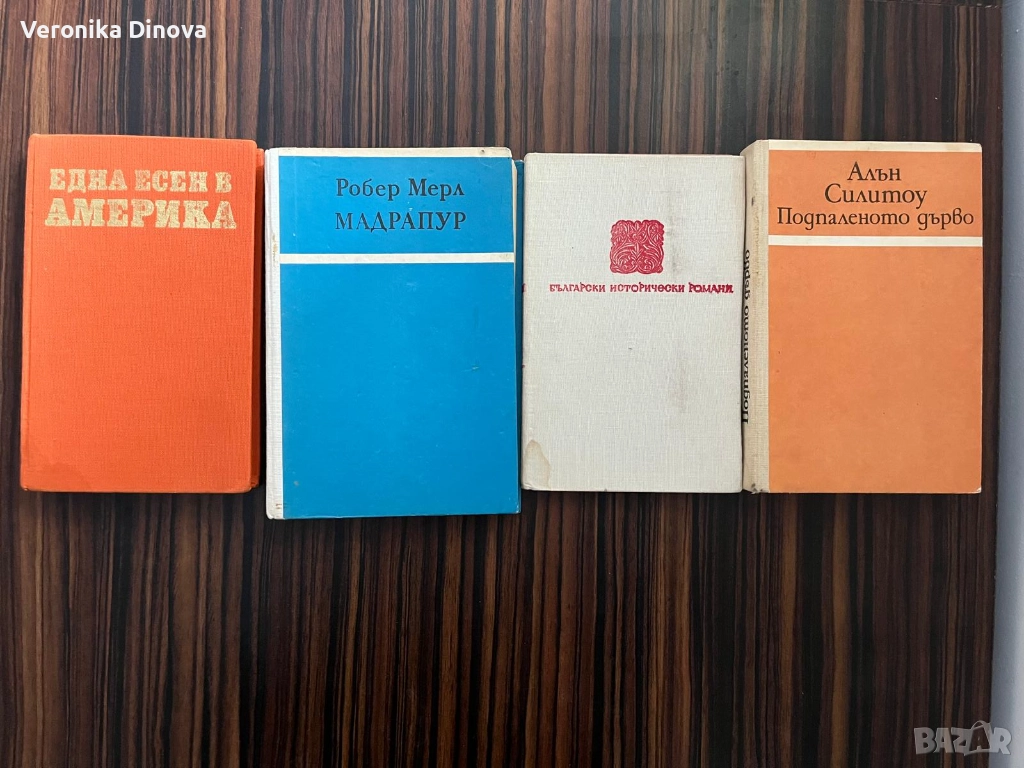 Veronika Dinova
ЕДНА ЕСЕН В
АМЕРИКА
Робер Мерл
МАДРАПУР
БЪЛГАРСКИ ИСТОРИЧЕСКИ РОМАНИ
Подпаленото дърво
Алън
Силитоу
Подпаленото дърво
BAZAR